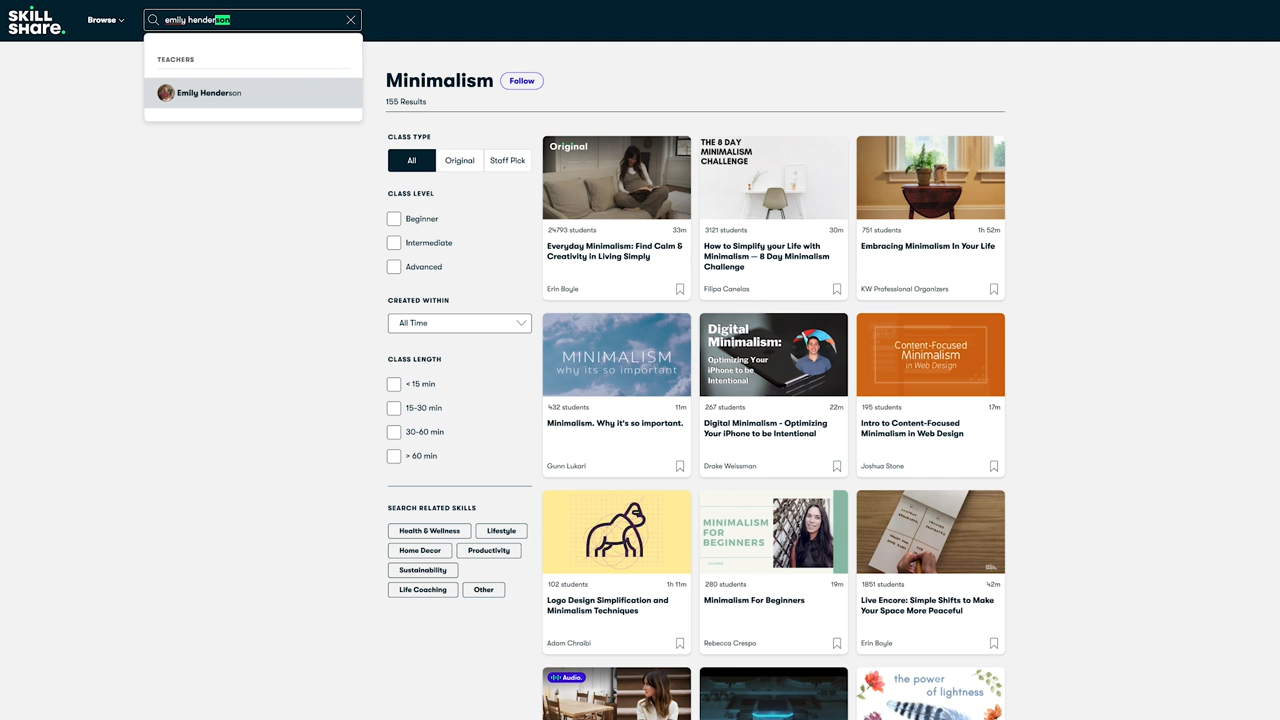 SKILL
SHARE.
Browse
emily henderson
TEACHERS
Emily Henderson
Minimalism
Follow
155 Results
CLASS TYPE
All
Original
Staff Pick
CLASS LEVEL
Beginner
Intermediate
Advanced
CREATED WITHIN
All Time
CLASS LENGTH
< 15 min
15-30 min
30-60 min
> 60 min
SEARCH RELATED SKILLS
Health & Wellness
Lifestyle
Home Decor
Productivity
Sustainability
Life Coaching
Other
Original
24793 students
33m
Everyday Minimalism: Find Calm &
Creativity in Living Simply
Erin Boyle
THE 8 DAY
MINIMALISM
CHALLENGE
3121 students
30m
How to Simplify your Life with
Minimalism — 8 Day Minimalism
Challenge
Filipa Canelas
751 students
1h 52m
Embracing Minimalism In Your Life
KW Professional Organizers
MINIMALISM
why its so important
432 students
11m
Minimalism. Why it's so important.
Gunn Lukari
Digital
Minimalism:
Optimizing Your
iPhone to be
Intentional
267 students
22m
Digital Minimalism - Optimizing
Your iPhone to be Intentional
Drake Weissman
Content-Focused
Minimalism
in Web Design
195 students
17m
Intro to Content-Focused
Minimalism in Web Design
Joshua Stone
102 students
1h 11m
Logo Design Simplification and
Minimalism Techniques
Adam Chraibi
MINIMALISM
FOR
BEGINNERS
280 students
19m
Minimalism For Beginners
Rebecca Crespo
1851 students
42m
Live Encore: Simple Shifts to Make
Your Space More Peaceful
Erin Boyle
Audio.
the power
of lightness